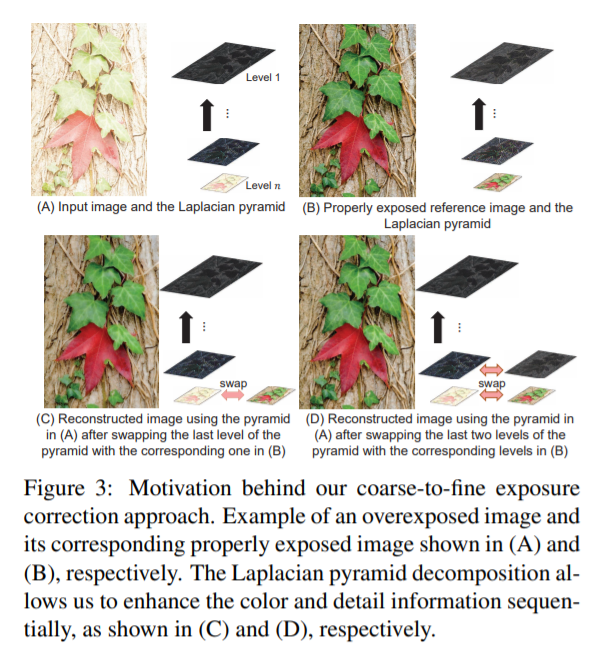 Level 1
⋮
Level n
(A) Input image and the Laplacian pyramid
⋮
(B) Properly exposed reference image and the
Laplacian pyramid
⋮
swap
(C) Reconstructed image using the pyramid
in (A) after swapping the last level of the
pyramid with the corresponding one in (B)
⋮
swap
(D) Reconstructed image using the pyramid in
(A) after swapping the last two levels of the
pyramid with the corresponding levels in (B)
Figure 3: Motivation behind our coarse-to-fine exposure
correction approach. Example of an overexposed image and
its corresponding properly exposed image shown in (A) and
(B), respectively. The Laplacian pyramid decomposition al-
lows us to enhance the color and detail information sequen-
tially, as shown in (C) and (D), respectively.